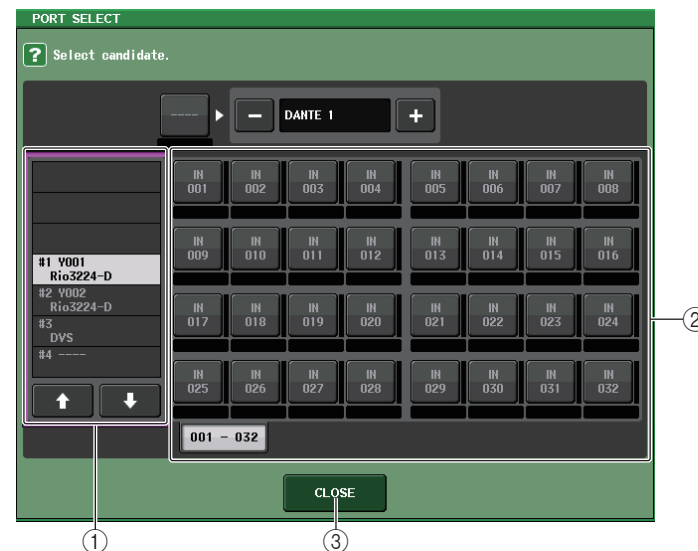 PORT SELECT
? Select candidate.
---- − DANTE 1 +
#1 Y001
Rio3224-D
#2 Y002
Rio3224-D
#3
DVS
#4 ----
IN 001 IN 002 IN 003 IN 004 IN 005 IN 006 IN 007 IN 008
IN 009 IN 010 IN 011 IN 012 IN 013 IN 014 IN 015 IN 016
IN 017 IN 018 IN 019 IN 020 IN 021 IN 022 IN 023 IN 024
IN 025 IN 026 IN 027 IN 028 IN 029 IN 030 IN 031 IN 032
001 - 032
CLOSE
① ③
②